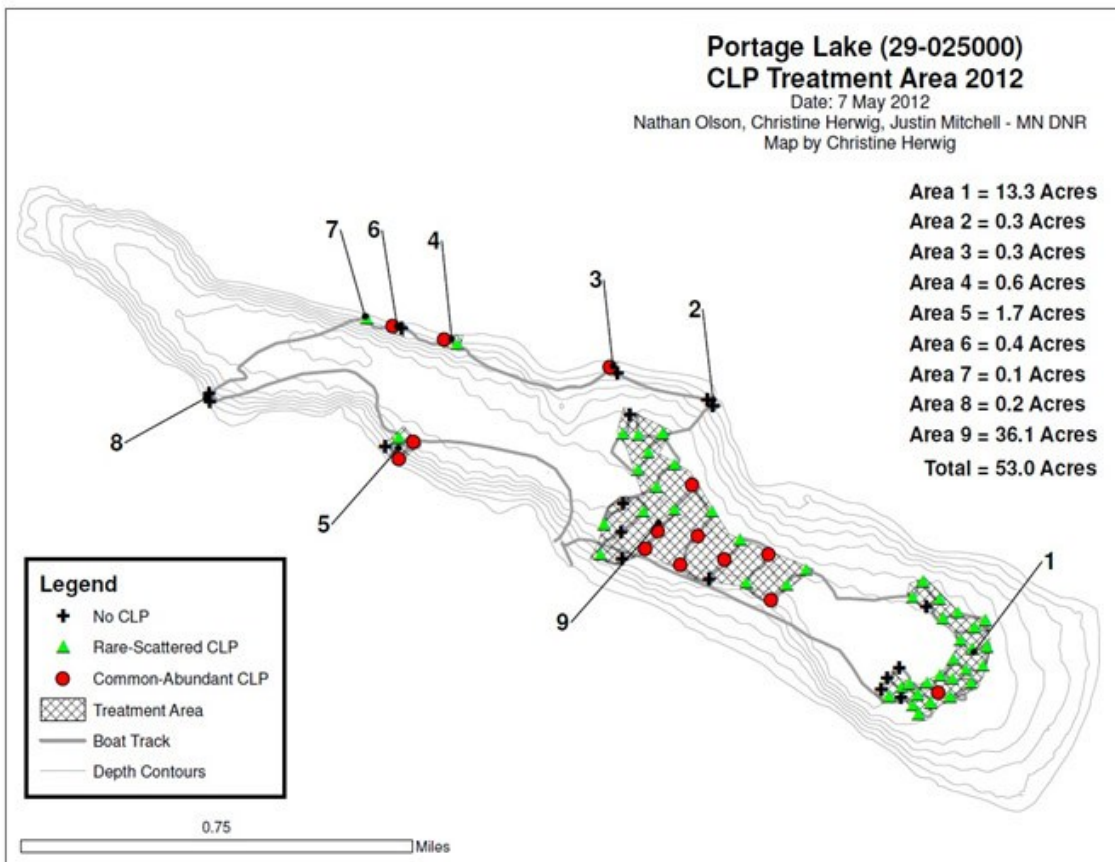 Portage Lake (29-025000)
CLP Treatment Area 2012
Date: 7 May 2012
Nathan Olson, Christine Herwig, Justin Mitchell - MN DNR
Map by Christine Herwig
Area 1 = 13.3 Acres
Area 2 = 0.3 Acres
Area 3 = 0.3 Acres
Area 4 = 0.6 Acres
Area 5 = 1.7 Acres
Area 6 = 0.4 Acres
Area 7 = 0.1 Acres
Area 8 = 0.2 Acres
Area 9 = 36.1 Acres
Total = 53.0 Acres
7
6
4
3
2
8
5
9
1
Legend
No CLP
Rare-Scattered CLP
Common-Abundant CLP
Treatment Area
Boat Track
Depth Contours
0.75
Miles